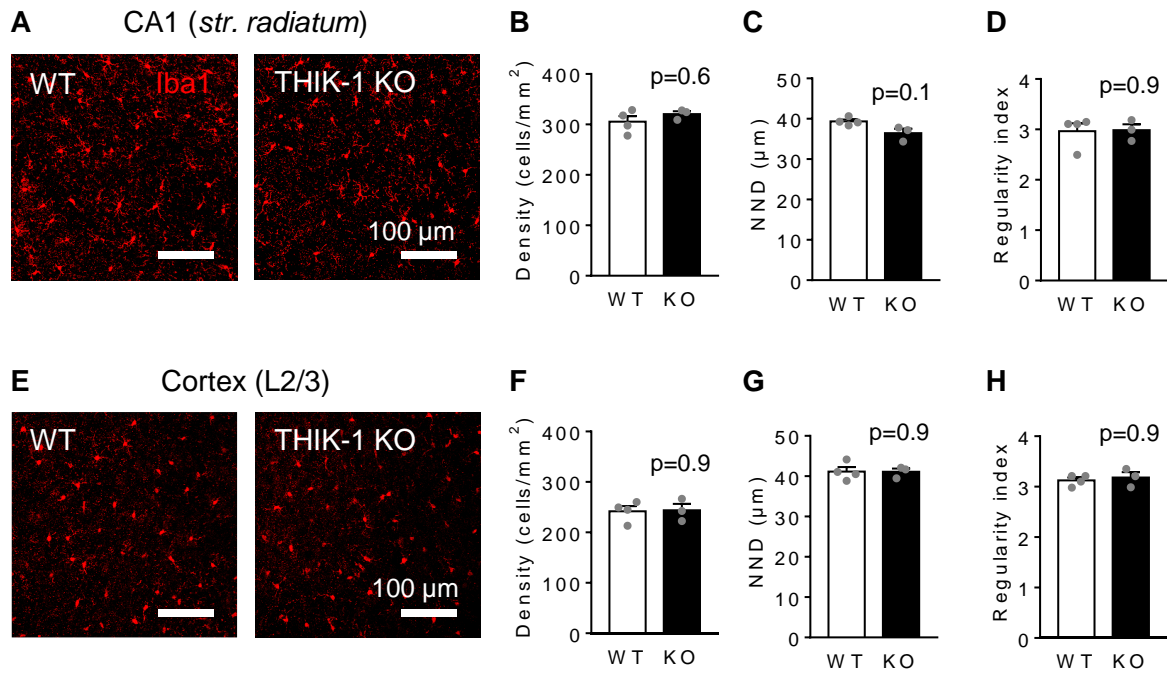 A CA1 (str. radiatum)
WT Iba1
THIK-1 KO
100 µm
B
Density (cells/mm²)
400
300
200
100
0
p=0.6
WT KO
C
NND (µm)
50
40
30
20
10
0
p=0.1
WT KO
D
Regularity index
4
3
2
1
0
p=0.9
WT KO
E Cortex (L2/3)
WT
THIK-1 KO
100 µm
F
Density (cells/mm²)
400
300
200
100
0
p=0.9
WT KO
G
NND (µm)
50
40
30
20
10
0
p=0.9
WT KO
H
Regularity index
4
3
2
1
0
p=0.9
WT KO